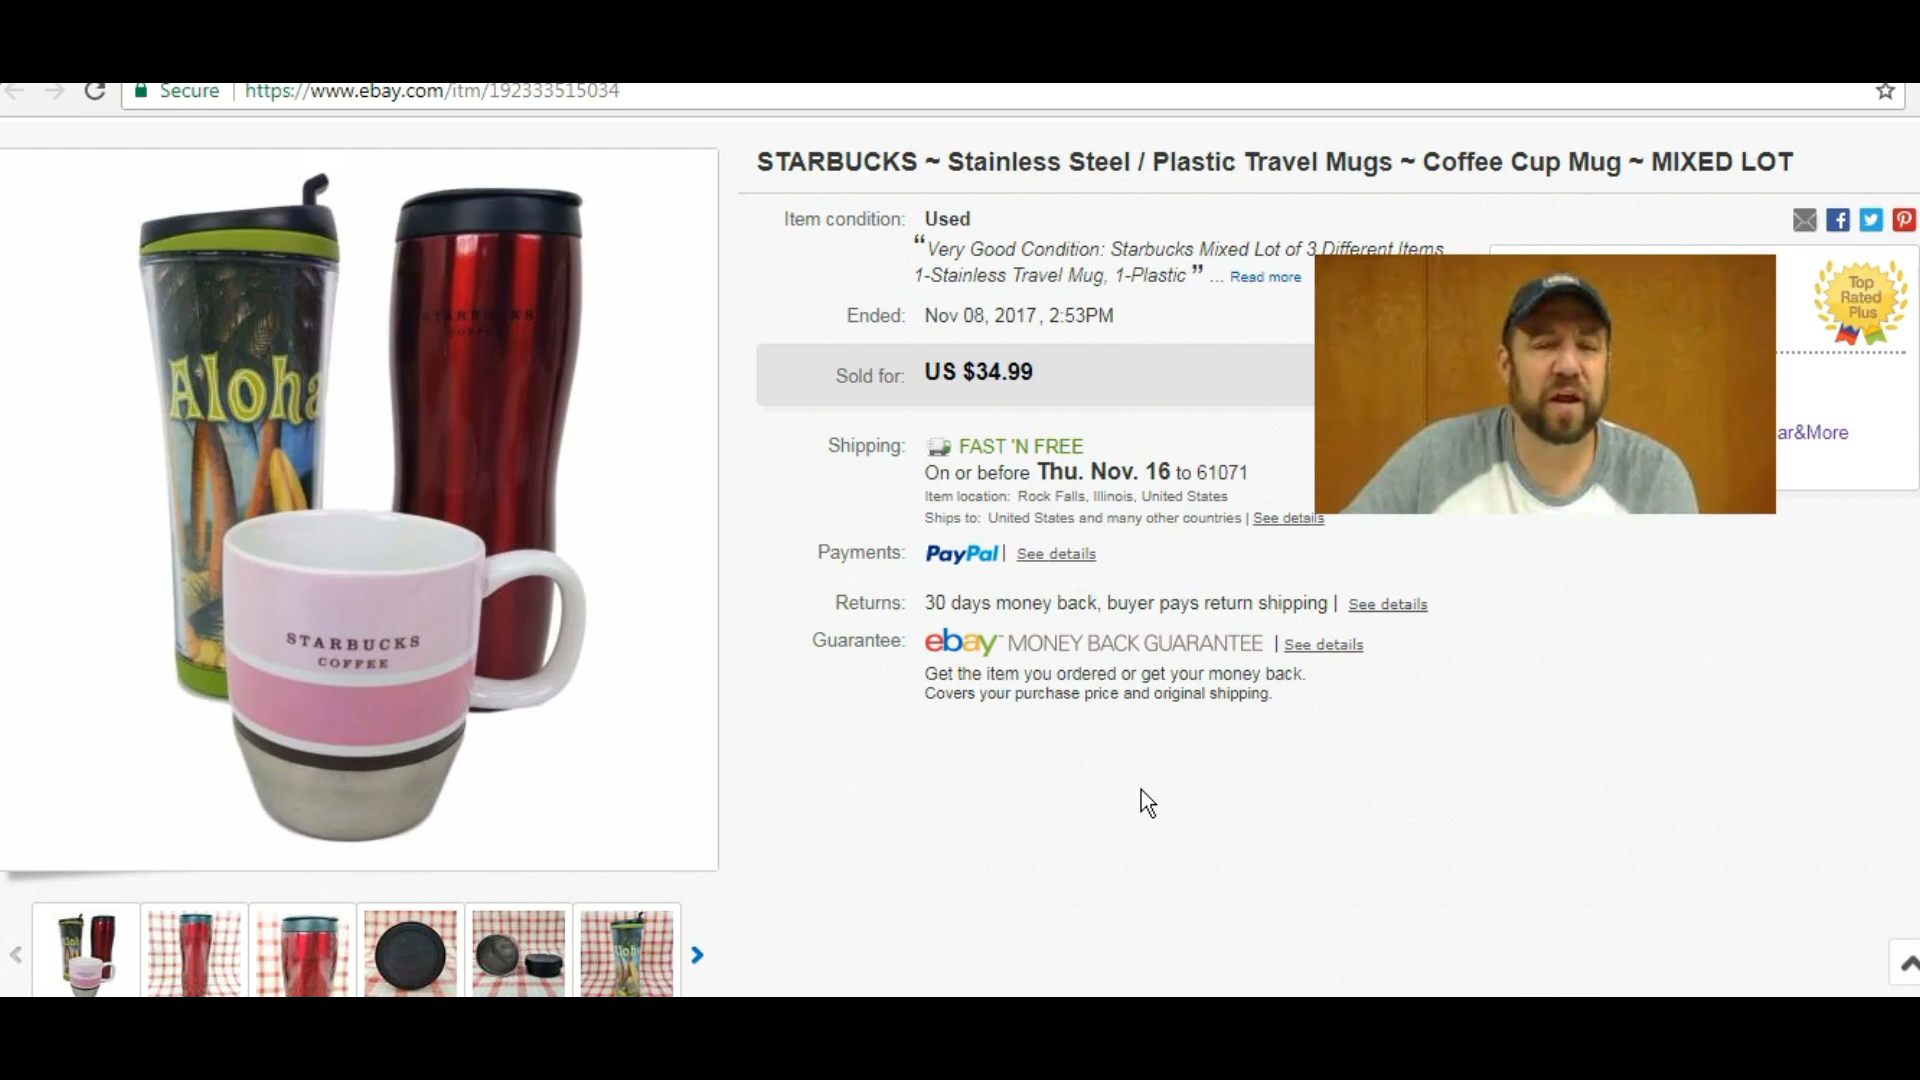 Secure
https://www.ebay.com/itm/192333515034
STARBUCKS ~ Stainless Steel / Plastic Travel Mugs ~ Coffee Cup Mug ~ MIXED LOT
Item condition: Used
“Very Good Condition: Starbucks Mixed Lot of 3 Different Items
1-Stainless Travel Mug, 1-Plastic ” ... Read more
Ended: Nov 08, 2017, 2:53PM
Sold for: US $34.99
Shipping: FAST 'N FREE
On or before Thu. Nov. 16 to 61071
Item location: Rock Falls, Illinois, United States
Ships to: United States and many other countries | See details
Payments: PayPal | See details
Returns: 30 days money back, buyer pays return shipping | See details
Guarantee: ebay MONEY BACK GUARANTEE | See details
Get the item you ordered or get your money back.
Covers your purchase price and original shipping.
Top
Rated
Plus
ar&More
Aloha
STARBUCKS
COFFEE
STARBUCKS
COFFEE